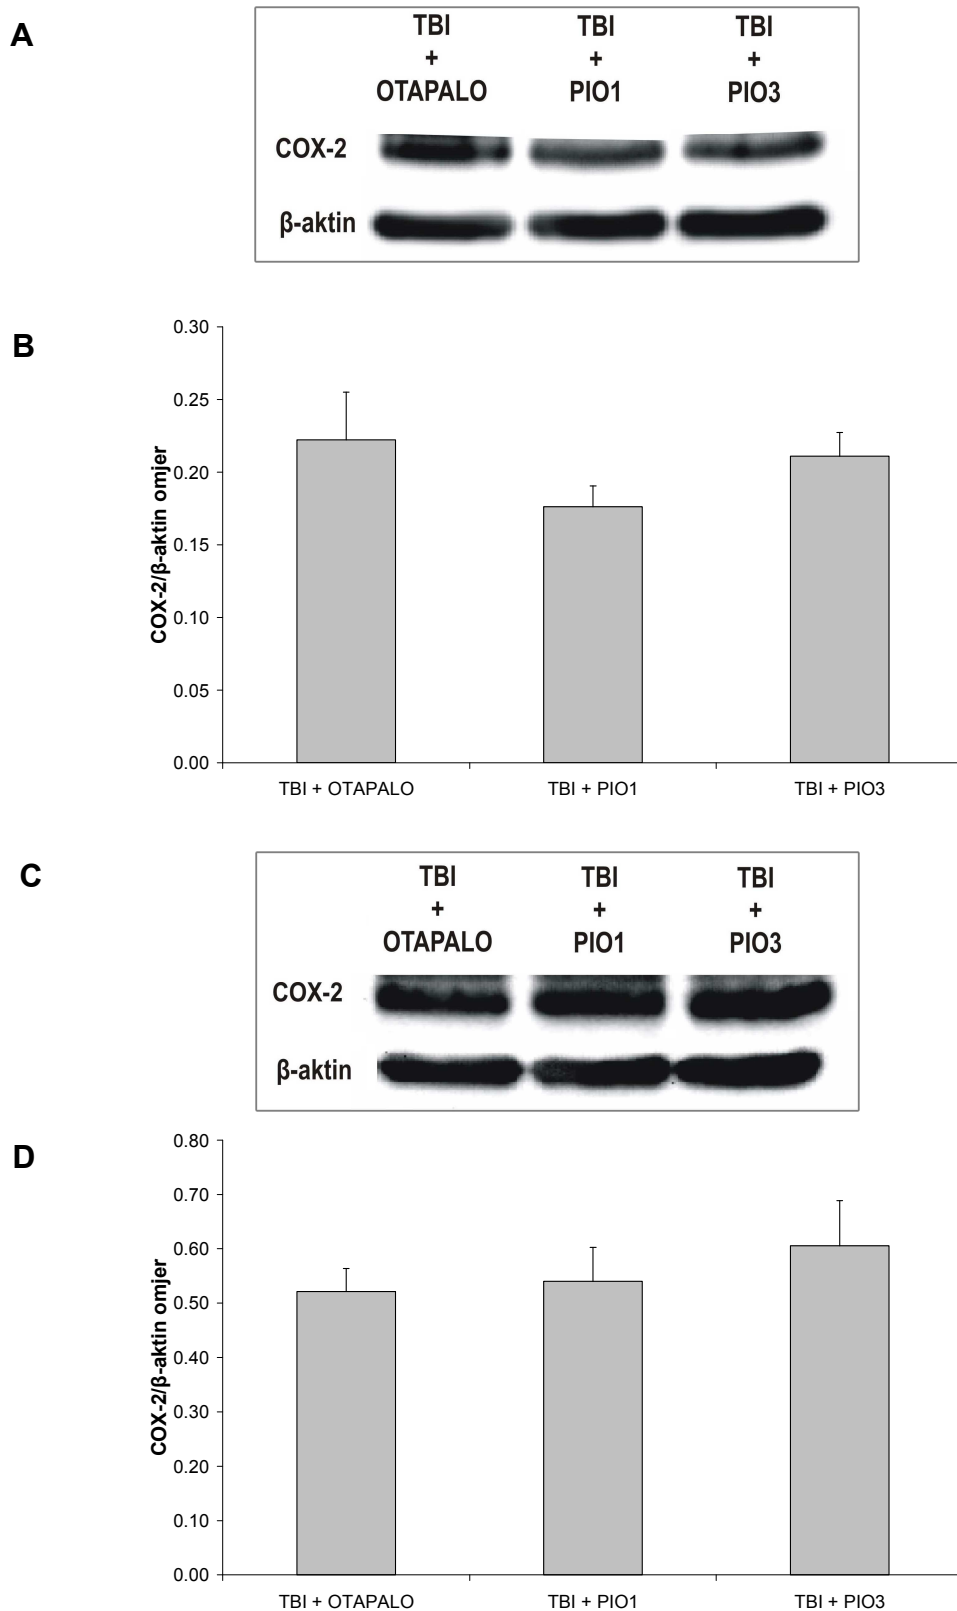 A
TBI TBI TBI
+ + +
OTAPALO PIO1 PIO3
COX-2
β-aktin
B
COX-2/β-aktin omjer
0.30
0.25
0.20
0.15
0.10
0.05
0.00
TBI + OTAPALO TBI + PIO1 TBI + PIO3
C
TBI TBI TBI
+ + +
OTAPALO PIO1 PIO3
COX-2
β-aktin
D
COX-2/β-aktin omjer
0.80
0.70
0.60
0.50
0.40
0.30
0.20
0.10
0.00
TBI + OTAPALO TBI + PIO1 TBI + PIO3